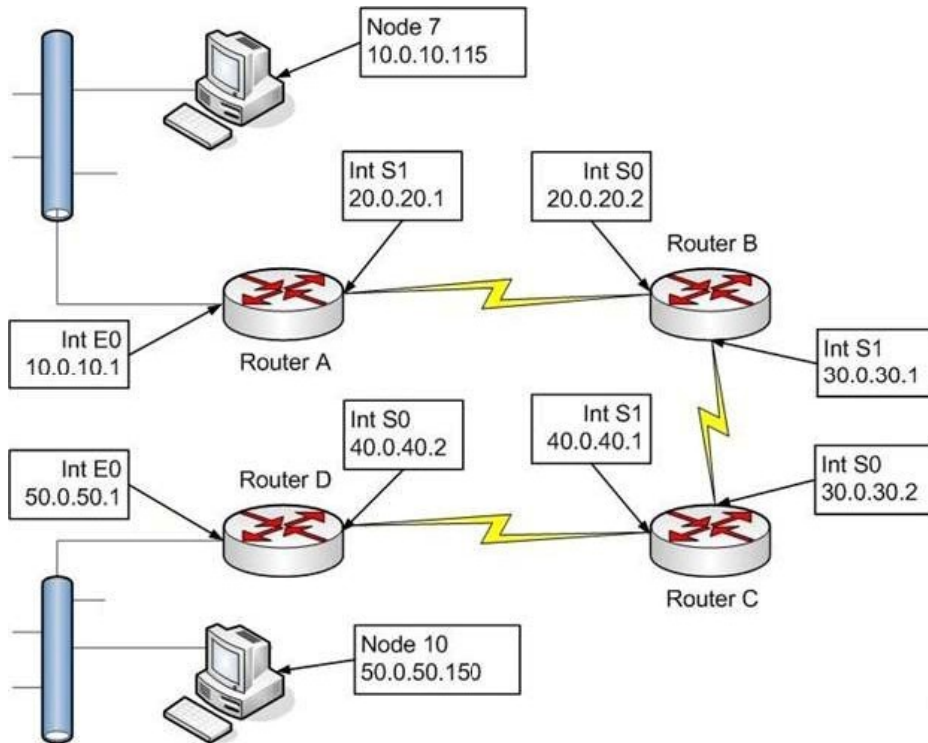 Node 7
10.0.10.115
Int S1
20.0.20.1
Int S0
20.0.20.2
Router B
Int E0
10.0.10.1
Router A
Int S1
30.0.30.1
Int S0
40.0.40.2
Int S1
40.0.40.1
Int E0
50.0.50.1
Router D
Int S0
30.0.30.2
Router C
Node 10
50.0.50.150